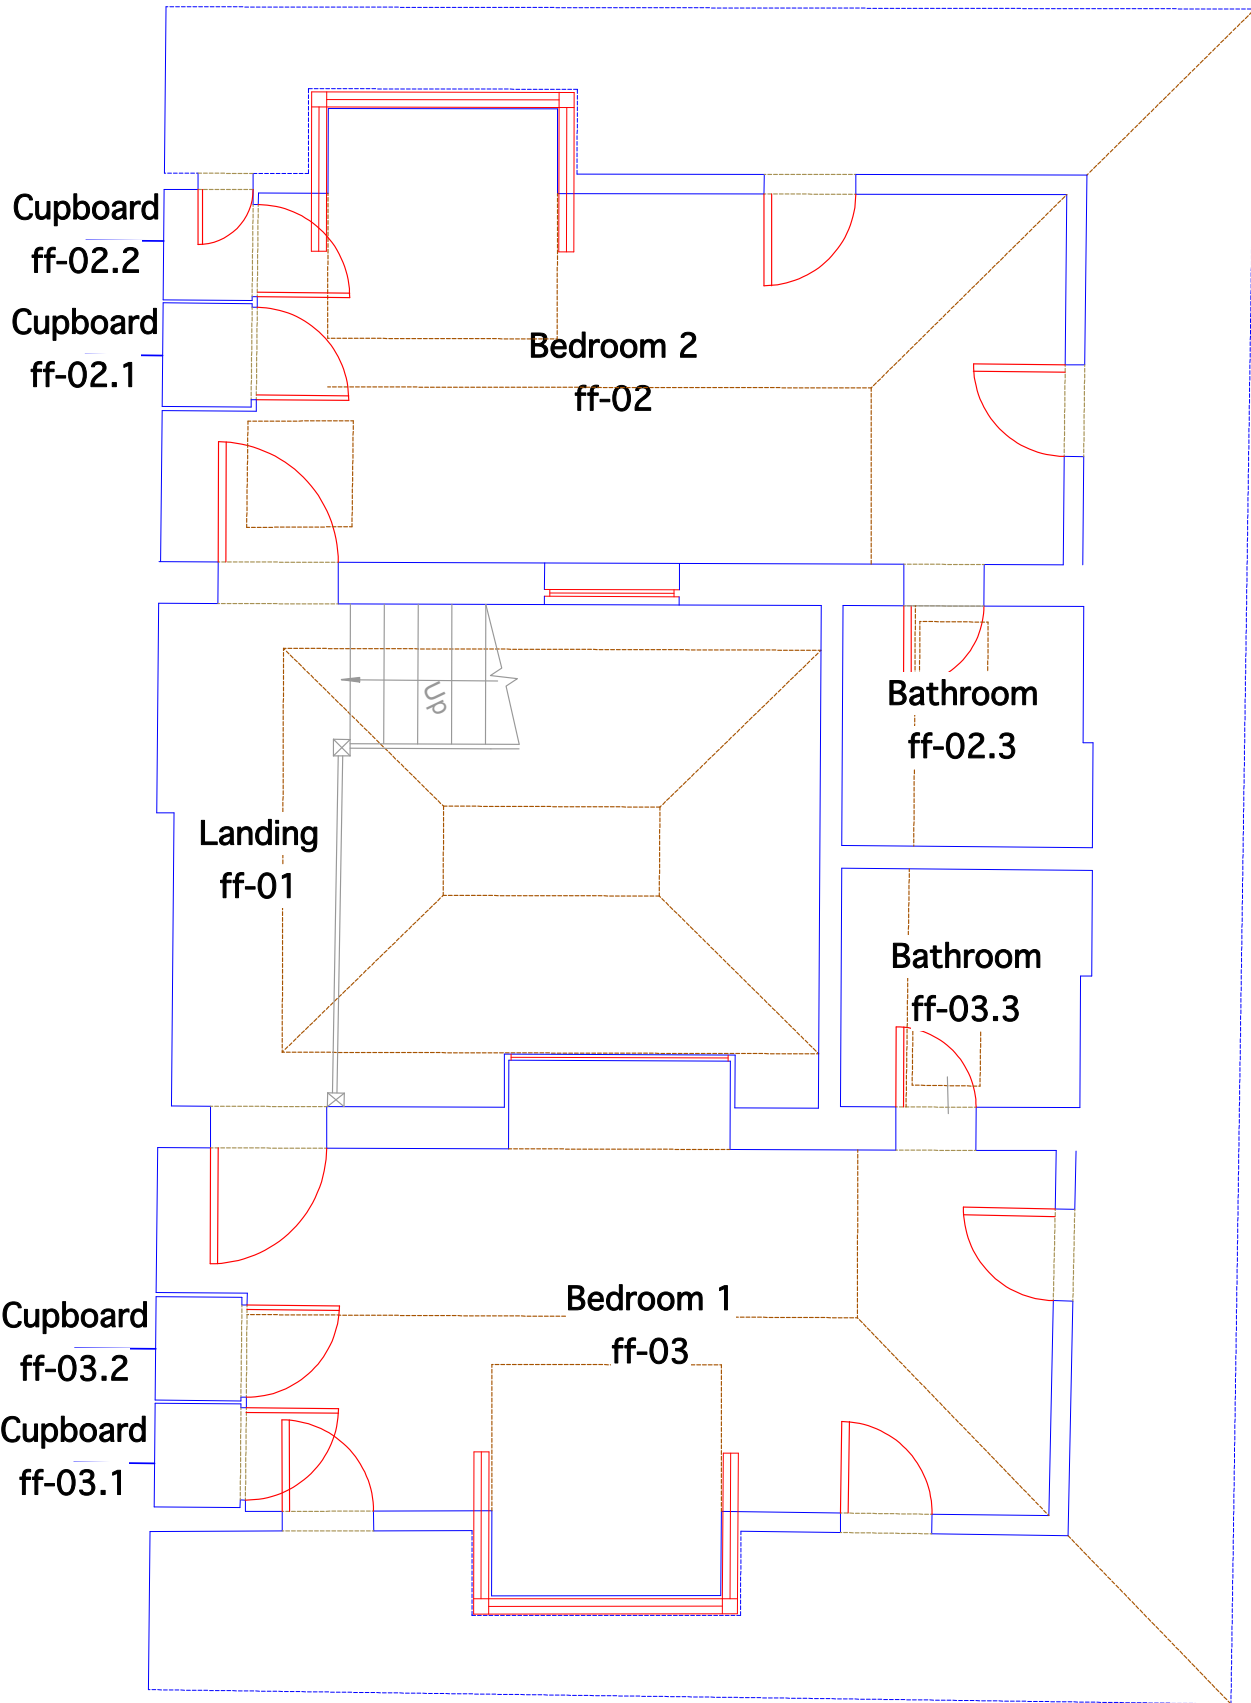 Cupboard
ff-02.2
Cupboard
ff-02.1
Bedroom 2
ff-02
Up
Bathroom
ff-02.3
Landing
ff-01
Bathroom
ff-03.3
Bedroom 1
ff-03
Cupboard
ff-03.2
Cupboard
ff-03.1